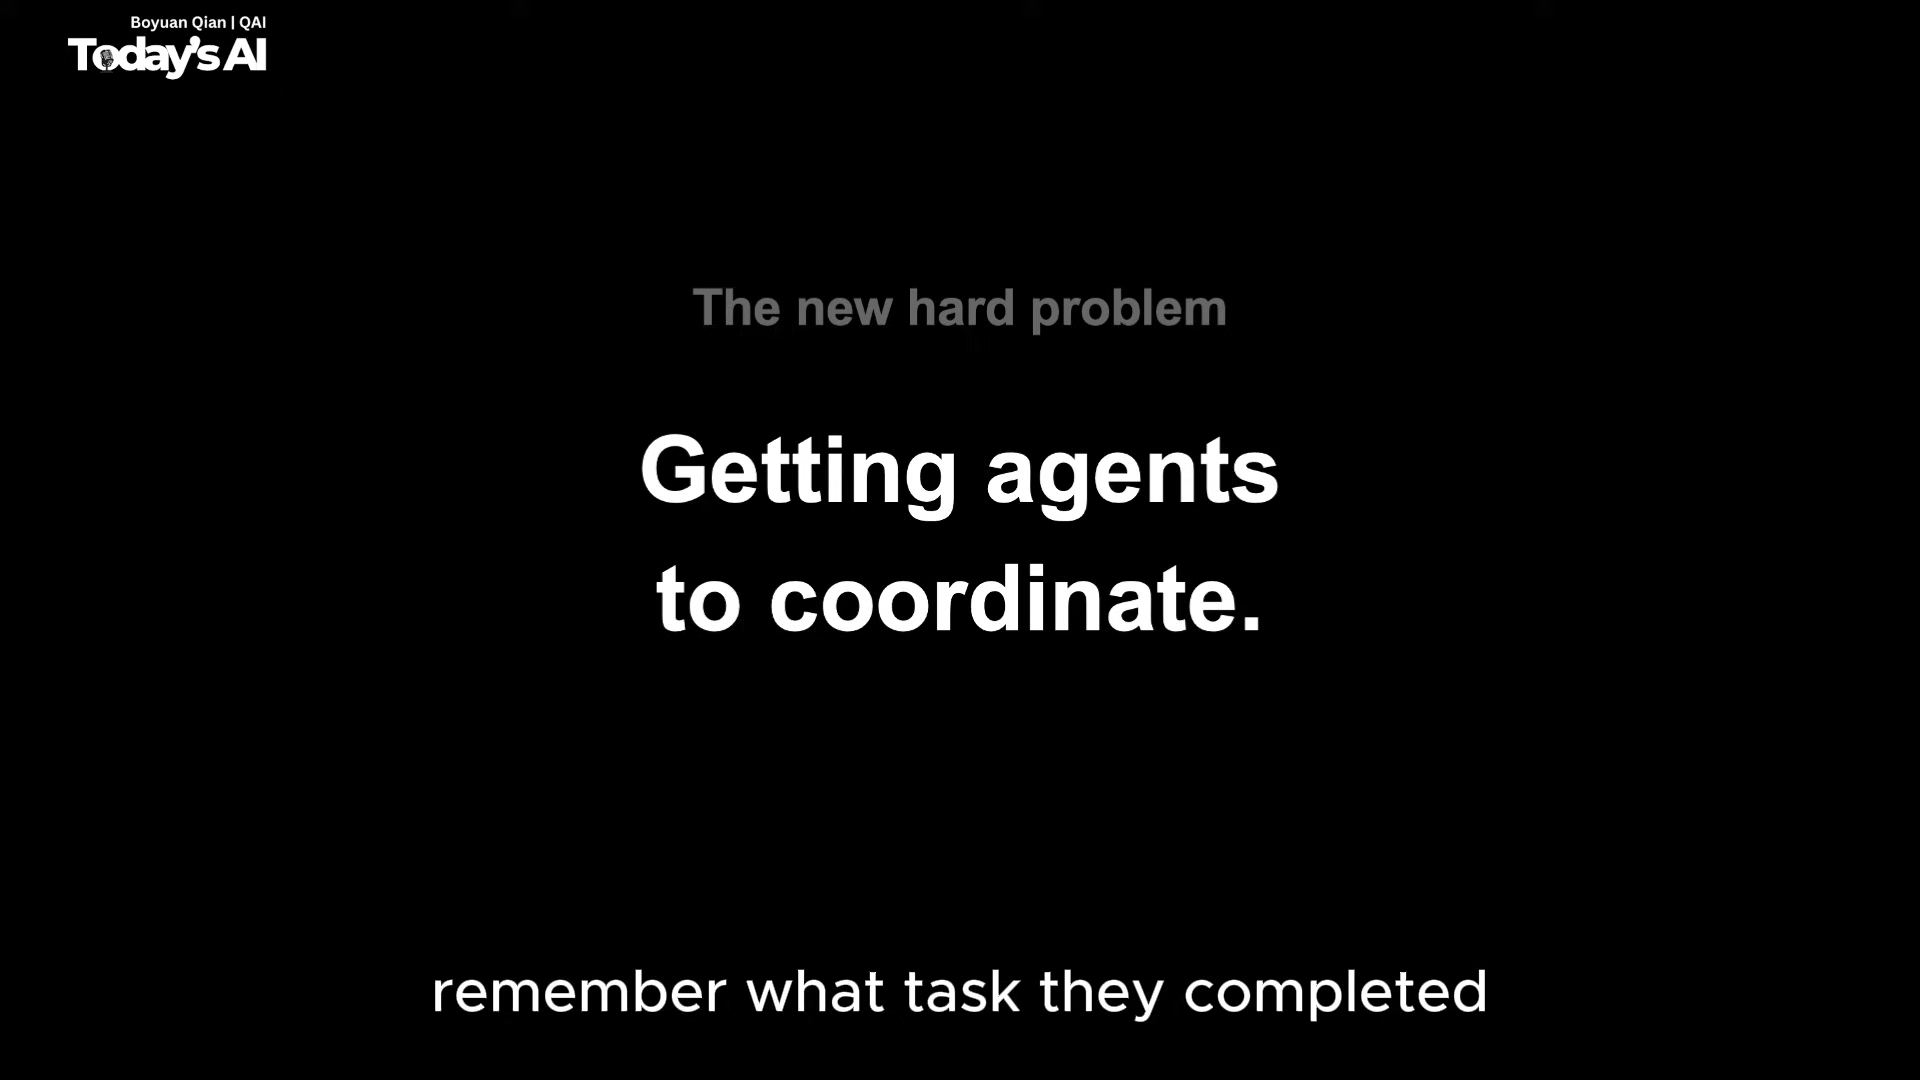 Boyuan Qian | QAI
Today's AI
The new hard problem
Getting agents
to coordinate.
remember what task they completed